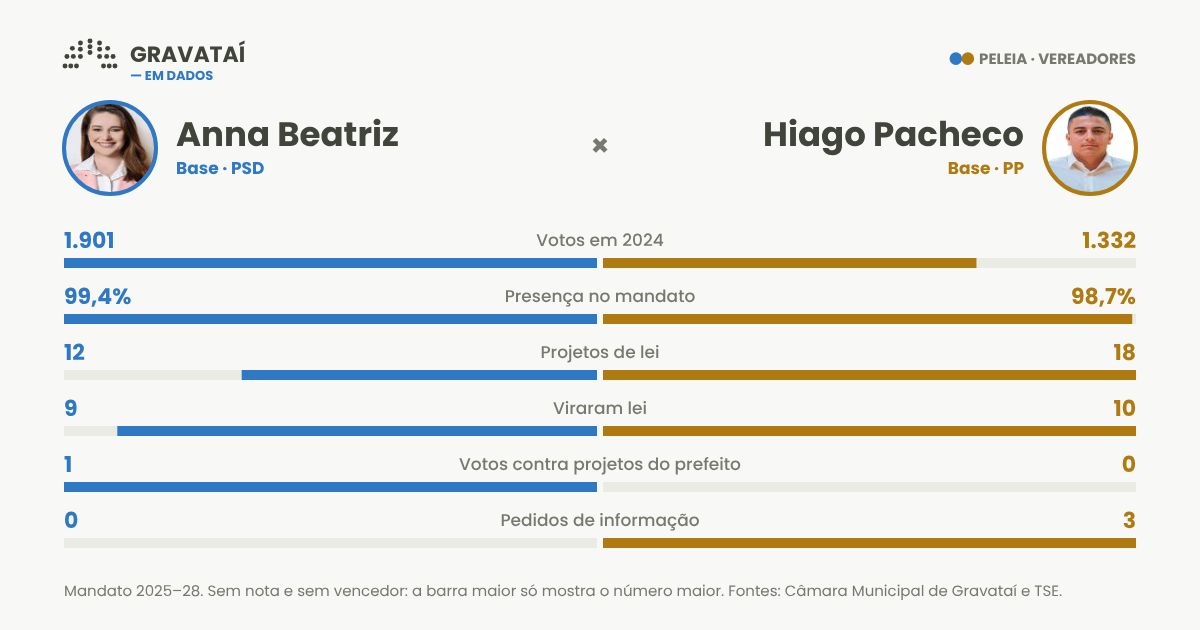 GRAVATAÍ
— EM DADOS
PELEIA · VEREADORES
Anna Beatriz
Base · PSD
×
Hiago Pacheco
Base · PP
1.901 Votos em 2024 1.332
99,4% Presença no mandato 98,7%
12 Projetos de lei 18
9 Viraram lei 10
1 Votos contra projetos do prefeito 0
0 Pedidos de informação 3
Mandato 2025–28. Sem nota e sem vencedor: a barra maior só mostra o número maior. Fontes: Câmara Municipal de Gravataí e TSE.